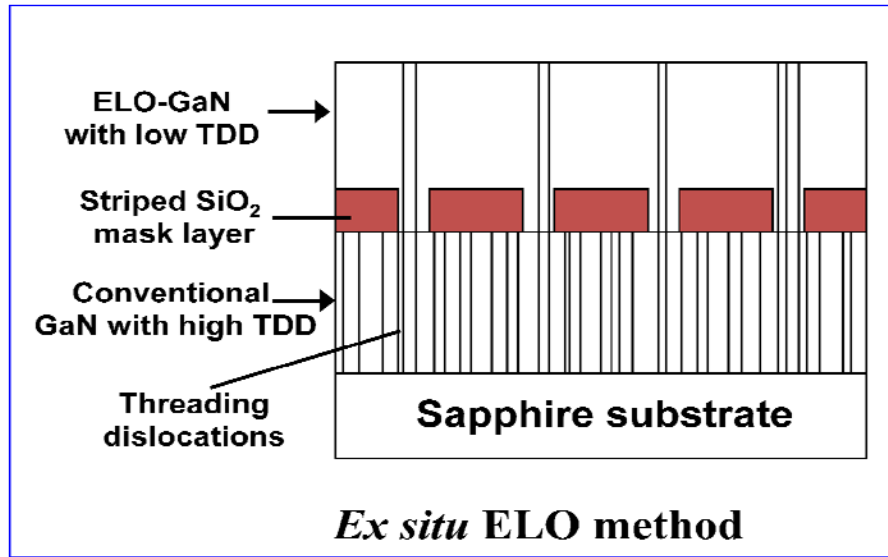 ELO-GaN
with low TDD
Striped SiO₂
mask layer
Conventional
GaN with high TDD
Threading
dislocations
Sapphire substrate
Ex situ ELO method